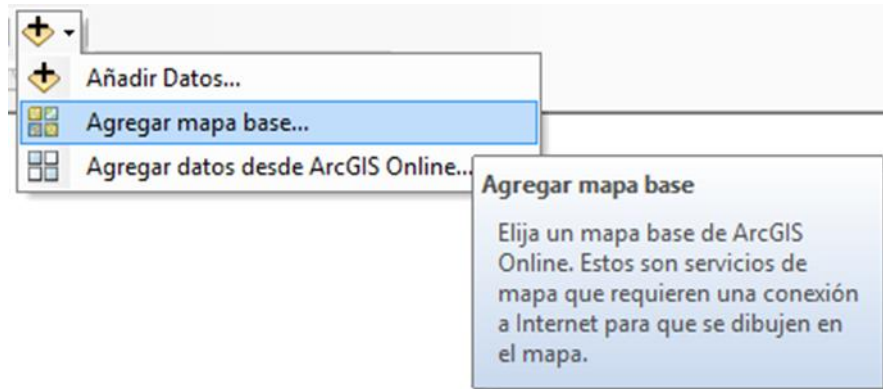 Añadir Datos...
Agregar mapa base...
Agregar datos desde ArcGIS Online...
Agregar mapa base
Elija un mapa base de ArcGIS
Online. Estos son servicios de
mapa que requieren una conexión
a Internet para que se dibujen en
el mapa.